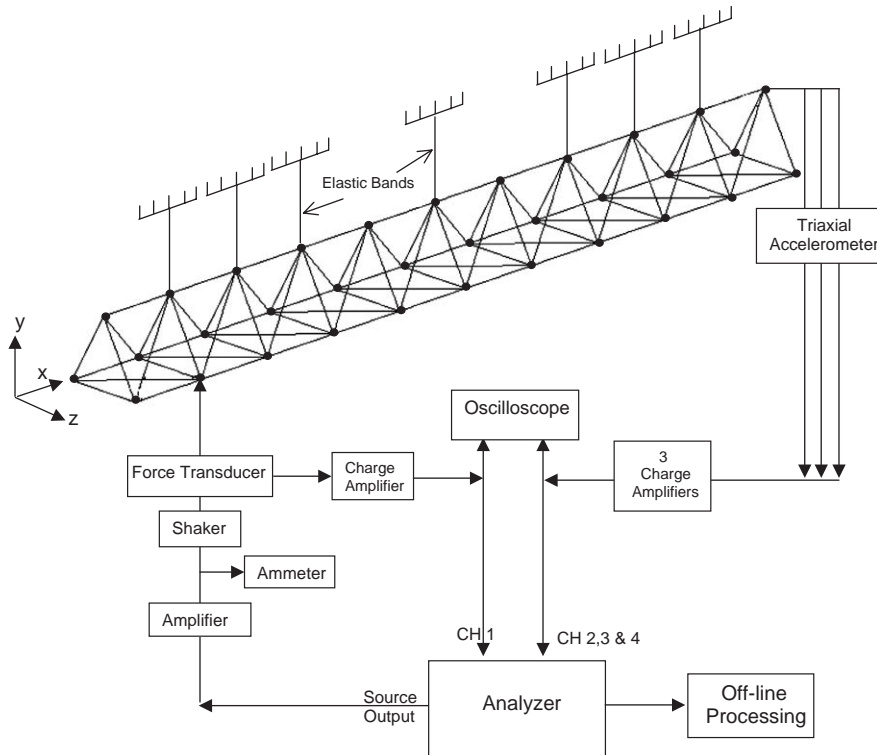 Elastic Bands
Triaxial
Accelerometer
y
x
z
Oscilloscope
Force Transducer
Charge
Amplifier
3
Charge
Amplifiers
Shaker
Ammeter
Amplifier
CH 1
CH 2,3 & 4
Source
Output
Analyzer
Off-line
Processing